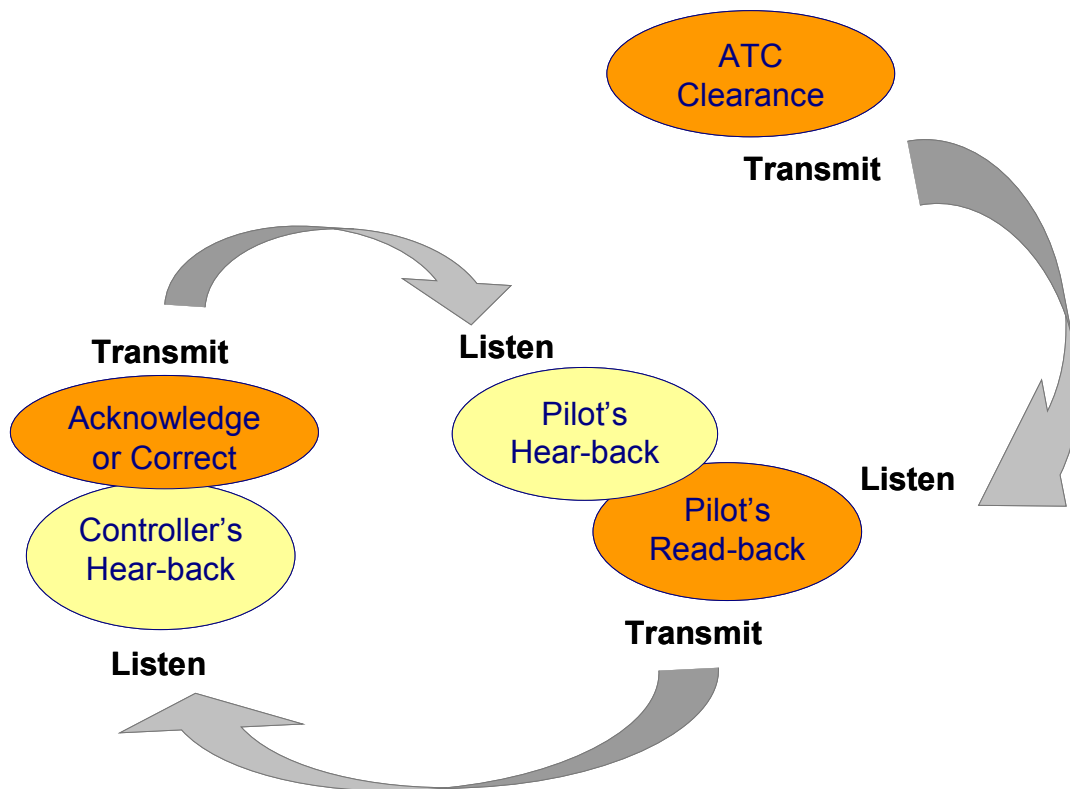 ATC
Clearance
Transmit
Transmit
Listen
Acknowledge
or Correct
Pilot’s
Hear-back
Listen
Controller’s
Hear-back
Pilot’s
Read-back
Transmit
Listen